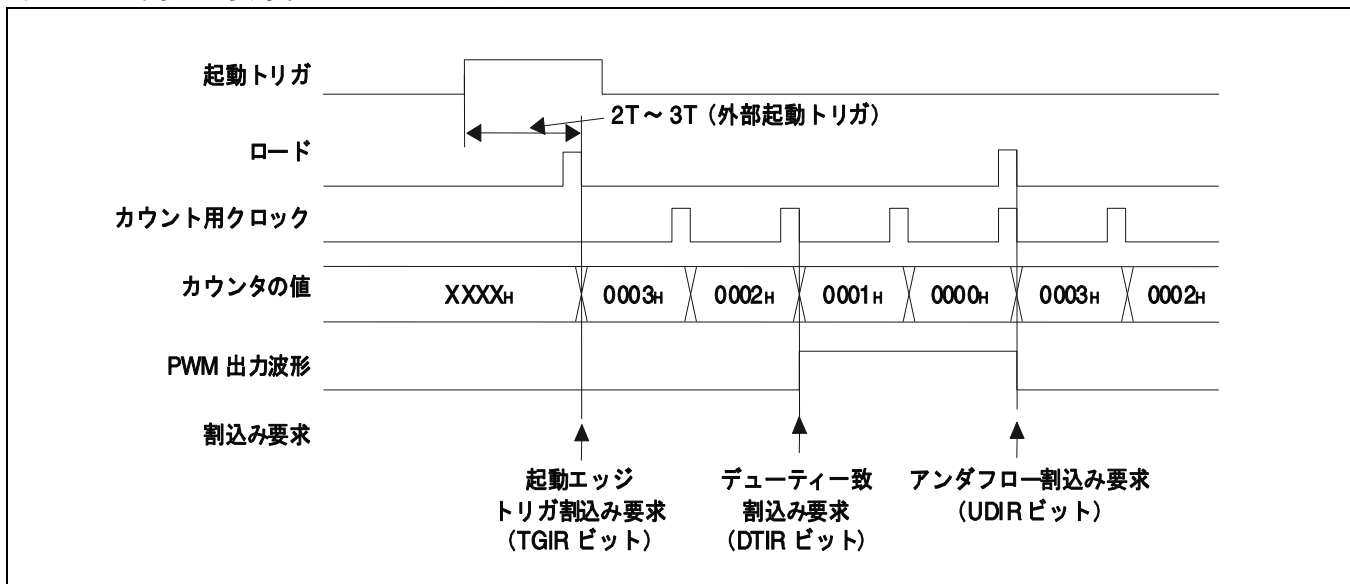 起動トリガ
2T～3T（外部起動トリガ）
ロード
カウント用クロック
カウンタの値
XXXXH 0003H 0002H 0001H 0000H 0003H 0002H
PWM 出力波形
割込み要求
起動エッジ
トリガ割込み要求
（TGIR ビット）
デューティ一致
割込み要求
（DTIR ビット）
アンダフロー割込み要求
（UDIR ビット）